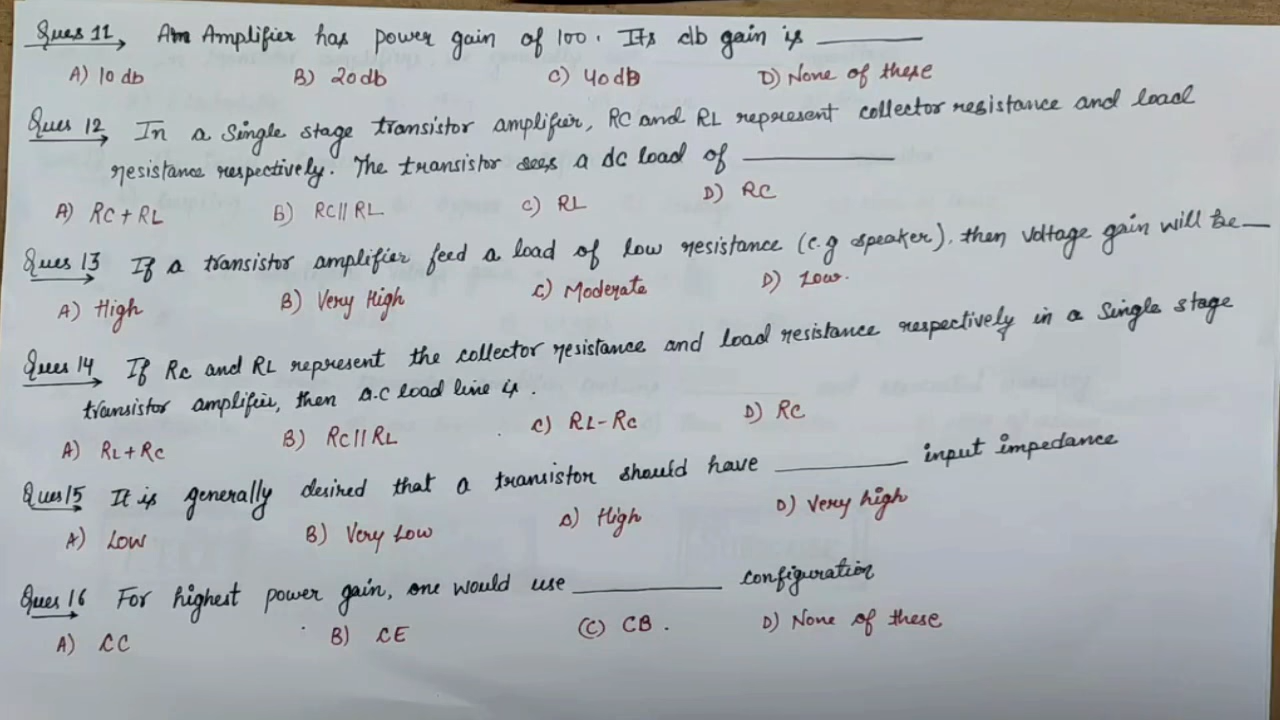 Ques 11 Am Amplifier has power gain of 100. Its db gain is ______
A) 10 db B) 20 db C) 40 dB D) None of these
Ques 12 In a Single stage transistor amplifier, RC and RL represent collector resistance and load
resistance respectively. The transistor sees a dc load of ______
A) RC + RL B) RC || RL C) RL D) RC
Ques 13 If a transistor amplifier feed a load of low resistance (e.g speaker), then voltage gain will be __
A) High B) Very High C) Moderate D) Low.
Ques 14 If Rc and RL represent the collector resistance and load resistance respectively in a Single stage
transistor amplifier, then a.c load line is.
A) RL + RC B) RC || RL C) RL - Rc D) RC
Ques 15 It is generally desired that a transistor should have ______ input impedance
A) Low B) Very Low C) High D) Very high
Ques 16 For highest power gain, one would use ______ configuration
A) CC B) CE (C) CB. D) None of these